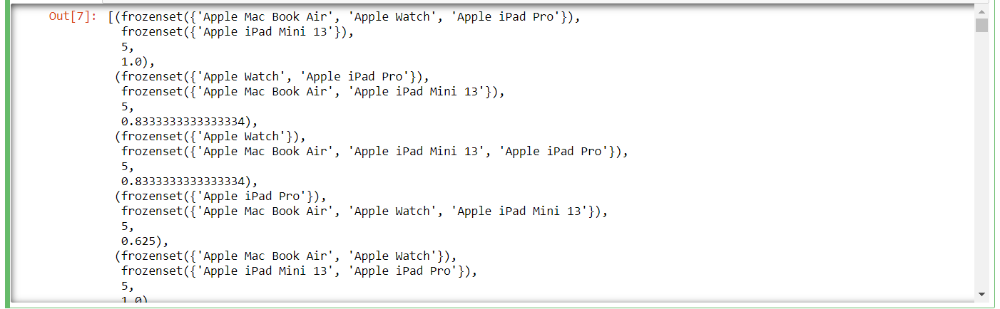 Out[7]: [(frozenset({'Apple Mac Book Air', 'Apple Watch', 'Apple iPad Pro'}),
frozenset({'Apple iPad Mini 13'}),
5,
1.0),
(frozenset({'Apple Watch', 'Apple iPad Pro'}),
frozenset({'Apple Mac Book Air', 'Apple iPad Mini 13'}),
5,
0.8333333333333334),
(frozenset({'Apple Watch'}),
frozenset({'Apple Mac Book Air', 'Apple iPad Mini 13', 'Apple iPad Pro'}),
5,
0.8333333333333334),
(frozenset({'Apple iPad Pro'}),
frozenset({'Apple Mac Book Air', 'Apple Watch', 'Apple iPad Mini 13'}),
5,
0.625),
(frozenset({'Apple Mac Book Air', 'Apple Watch'}),
frozenset({'Apple iPad Mini 13', 'Apple iPad Pro'}),
5,
1.0)